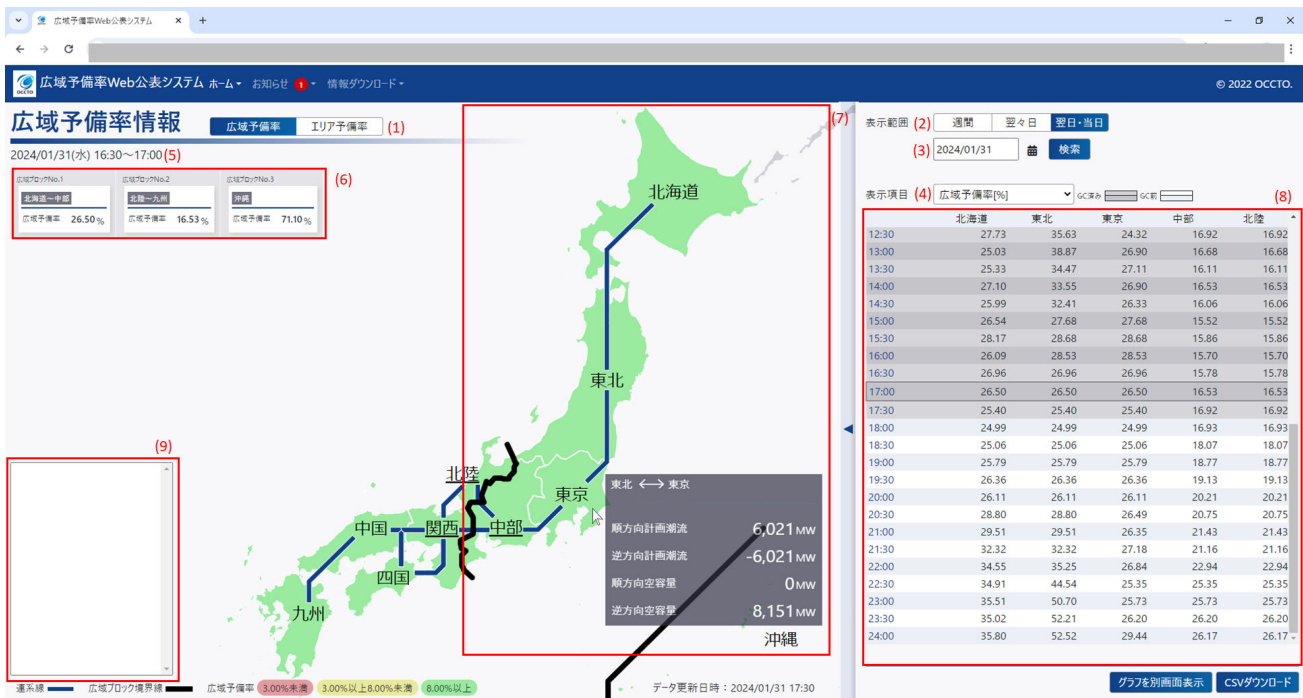 広域予備率Web公表システム
広域予備率Web公表システム ホーム お知らせ 1 情報ダウンロード
© 2022 OCCTO.
OCCTO
広域予備率情報
広域予備率 エリア予備率 (1)
2024/01/31(水) 16:30～17:00 (5)
広域ブロックNo.1 広域ブロックNo.2 広域ブロックNo.3
(6)
北海道～中部 北陸～九州 沖縄
広域予備率 26.50% 広域予備率 16.53% 広域予備率 71.10%
(7)
北海道
東北
北陸
東京
中国
関西
中部
四国
九州
沖縄
東北 ⟷ 東京
順方向計画潮流 6,021MW
逆方向計画潮流 -6,021MW
順方向空容量 0MW
逆方向空容量 8,151MW
(9)
連系線 広域ブロック境界線 広域予備率 3.00%未満 3.00%以上8.00%未満 8.00%以上 データ更新日時：2024/01/31 17:30
表示範囲 (2) 週間 翌々日 翌日・当日
(3) 2024/01/31 検索
表示項目 (4) 広域予備率[%] GC済み GC前
(8)
北海道 東北 東京 中部 北陸
12:30 27.73 35.63 24.32 16.92 16.92
13:00 25.03 38.87 26.90 16.68 16.68
13:30 25.33 34.47 27.11 16.11 16.11
14:00 27.10 33.55 26.90 16.53 16.53
14:30 25.99 32.41 26.33 16.06 16.06
15:00 26.54 27.68 27.68 15.52 15.52
15:30 28.17 28.68 28.68 15.86 15.86
16:00 26.09 28.53 28.53 15.70 15.70
16:30 26.96 26.96 26.96 15.78 15.78
17:00 26.50 26.50 26.50 16.53 16.53
17:30 25.40 25.40 25.40 16.92 16.92
18:00 24.99 24.99 24.99 16.93 16.93
18:30 25.06 25.06 25.06 18.07 18.07
19:00 25.79 25.79 25.79 18.77 18.77
19:30 26.36 26.36 26.36 19.13 19.13
20:00 26.11 26.11 26.11 20.21 20.21
20:30 28.80 28.80 26.49 20.75 20.75
21:00 29.51 29.51 26.35 21.43 21.43
21:30 32.32 32.32 27.18 21.16 21.16
22:00 34.55 35.25 26.84 22.94 22.94
22:30 34.91 44.54 25.35 25.35 25.35
23:00 35.51 50.70 25.73 25.73 25.73
23:30 35.02 52.21 26.20 26.20 26.20
24:00 35.80 52.52 29.44 26.17 26.17
グラフを別画面表示 CSVダウンロード